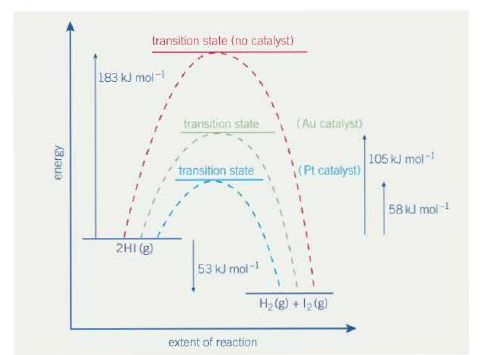 transition state (no catalyst)
183 kJ mol⁻¹
transition state (Au catalyst)
105 kJ mol⁻¹
transition state (Pt catalyst)
58 kJ mol⁻¹
energy
2HI (g)
53 kJ mol⁻¹
H₂(g) + I₂(g)
extent of reaction